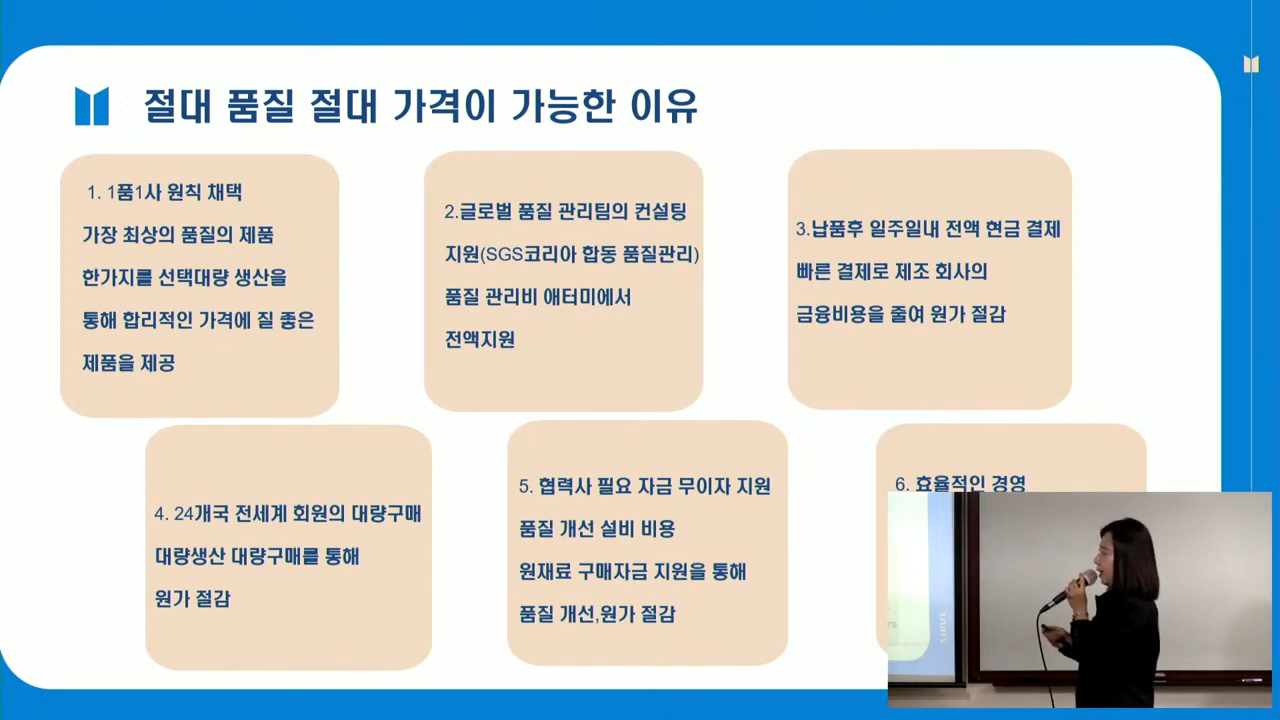 절대 품질 절대 가격이 가능한 이유
1. 1품1사 원칙 채택
가장 최상의 품질의 제품
한가지를 선택대량 생산을
통해 합리적인 가격에 질 좋은
제품을 제공
2.글로벌 품질 관리팀의 컨설팅
지원(SGS코리아 합동 품질관리)
품질 관리비 애터미에서
전액지원
3.납품후 일주일내 전액 현금 결제
빠른 결제로 제조 회사의
금융비용을 줄여 원가 절감
4. 24개국 전세계 회원의 대량구매
대량생산 대량구매를 통해
원가 절감
5. 협력사 필요 자금 무이자 지원
품질 개선 설비 비용
원재료 구매자금 지원을 통해
품질 개선,원가 절감
6. 효율적인 경영